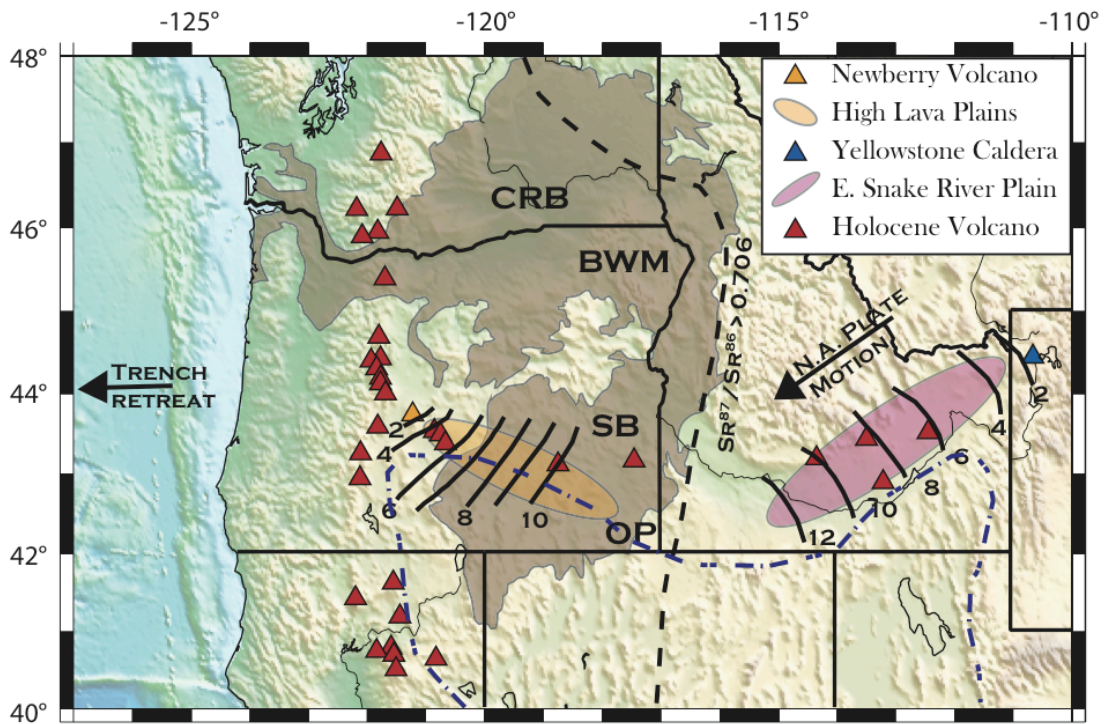 -125° -120° -115° -110°
48°
46°
44°
42°
40°
Newberry Volcano
High Lava Plains
Yellowstone Caldera
E. Snake River Plain
Holocene Volcano
CRB
BWM
SR87/SR86>0.706
N.A. PLATE
MOTION
TRENCH
RETREAT
SB
OP
2
4
6
8
10
2
4
6
8
10
12